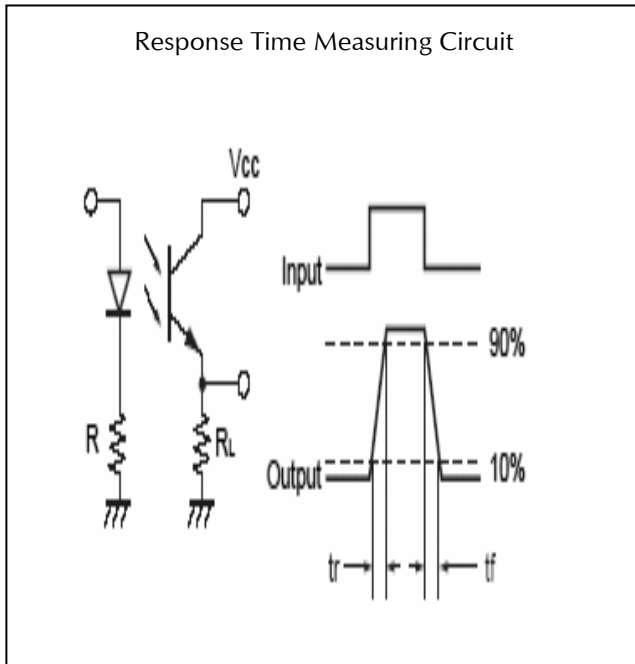 Response Time Measuring Circuit
Vcc
Input
90%
R
RL
Output
10%
tr
tf